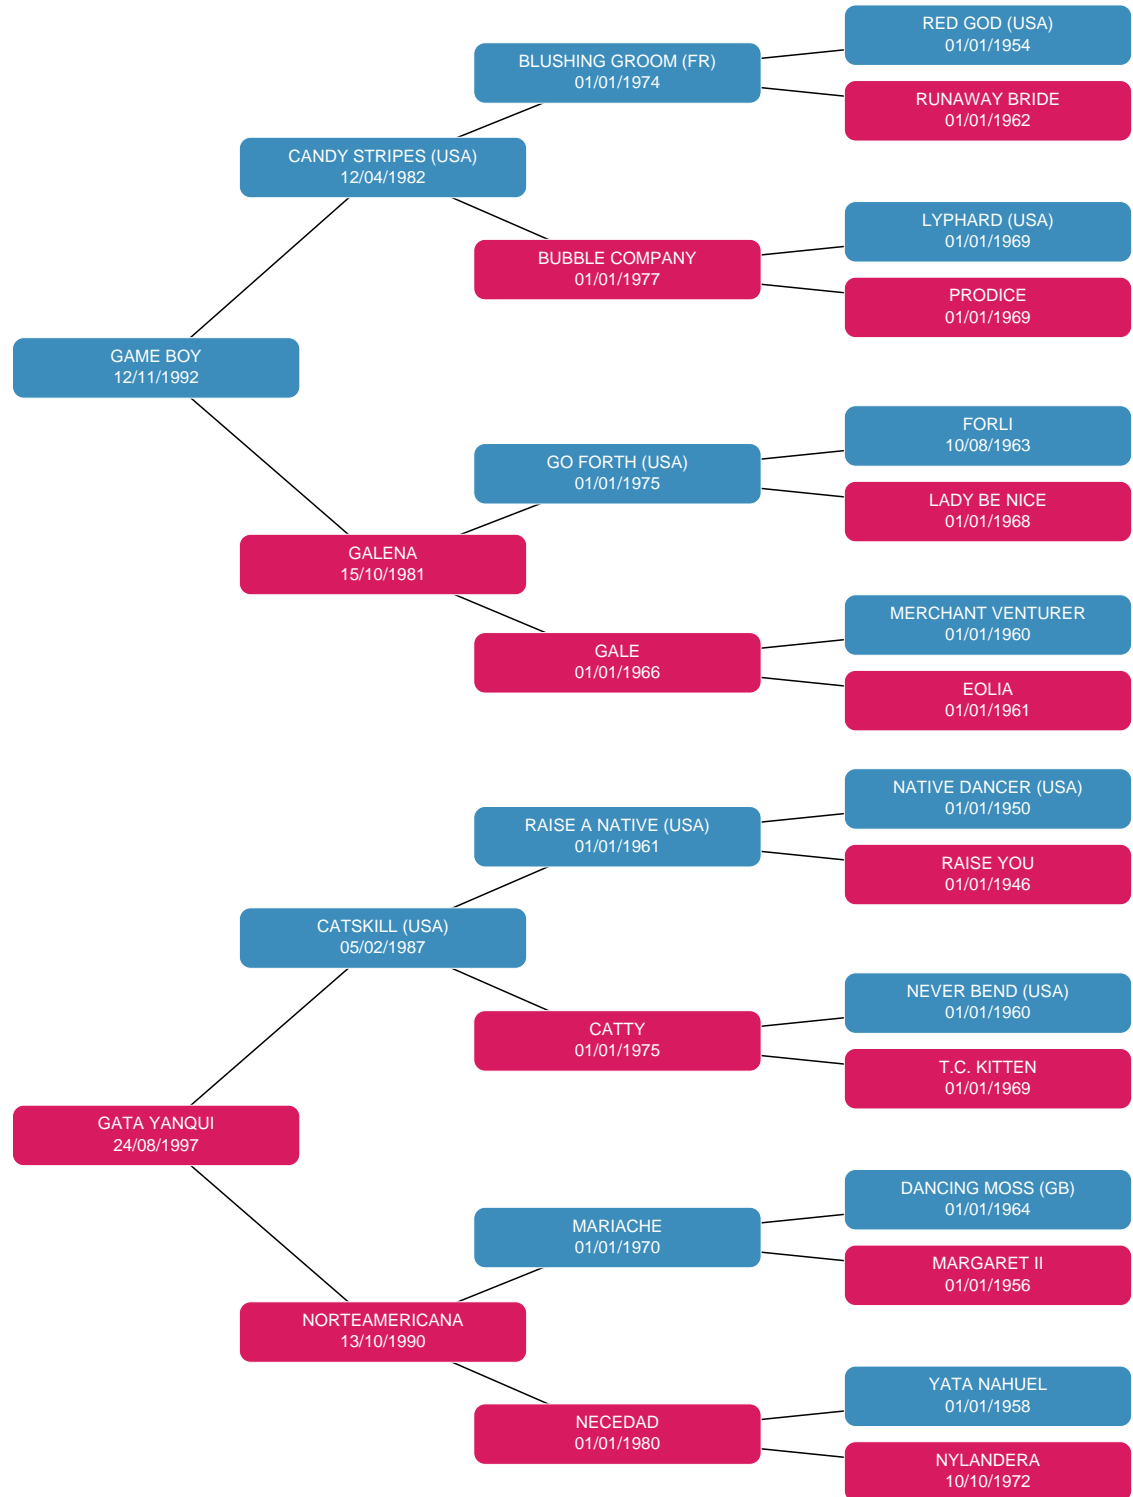 RED GOD (USA)
01/01/1954
BLUSHING GROOM (FR)
01/01/1974
RUNAWAY BRIDE
01/01/1962
CANDY STRIPES (USA)
12/04/1982
LYPHARD (USA)
01/01/1969
BUBBLE COMPANY
01/01/1977
PRODICE
01/01/1969
GAME BOY
12/11/1992
FORLI
10/08/1963
GO FORTH (USA)
01/01/1975
LADY BE NICE
01/01/1968
GALENA
15/10/1981
MERCHANT VENTURER
01/01/1960
GALE
01/01/1966
EOLIA
01/01/1961
NATIVE DANCER (USA)
01/01/1950
RAISE A NATIVE (USA)
01/01/1961
RAISE YOU
01/01/1946
CATSKILL (USA)
05/02/1987
NEVER BEND (USA)
01/01/1960
CATTY
01/01/1975
T.C. KITTEN
01/01/1969
GATA YANQUI
24/08/1997
DANCING MOSS (GB)
01/01/1964
MARIACHE
01/01/1970
MARGARET II
01/01/1956
NORTEAMERICANA
13/10/1990
YATA NAHUEL
01/01/1958
NECEDAD
01/01/1980
NYLANDERA
10/10/1972